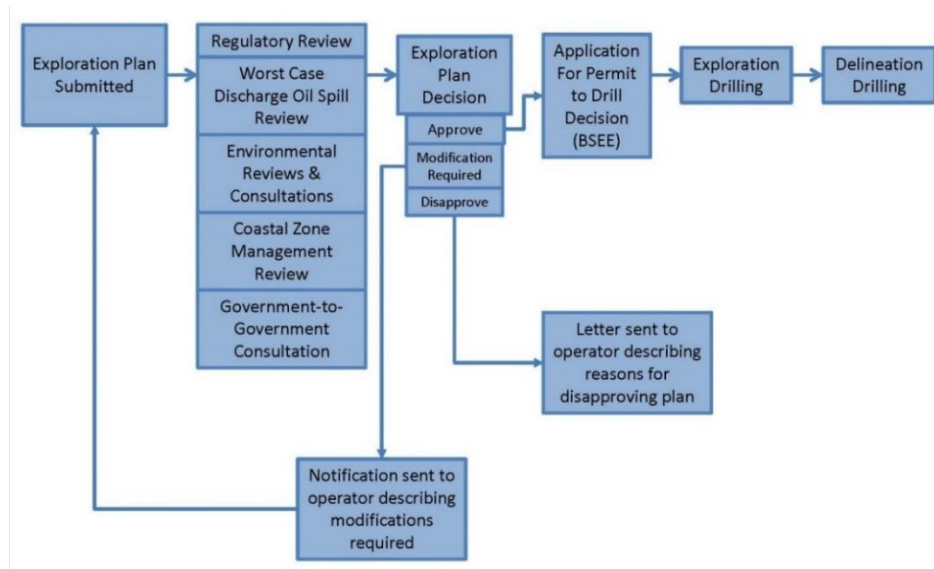 Exploration Plan
Submitted
Regulatory Review
Worst Case
Discharge Oil Spill
Review
Environmental
Reviews &
Consultations
Coastal Zone
Management
Review
Government-to-
Government
Consultation
Exploration
Plan
Decision
Approve
Modification
Required
Disapprove
Application
For Permit
to Drill
Decision
(BSEE)
Exploration
Drilling
Delineation
Drilling
Letter sent to
operator describing
reasons for
disapproving plan
Notification sent to
operator describing
modifications
required